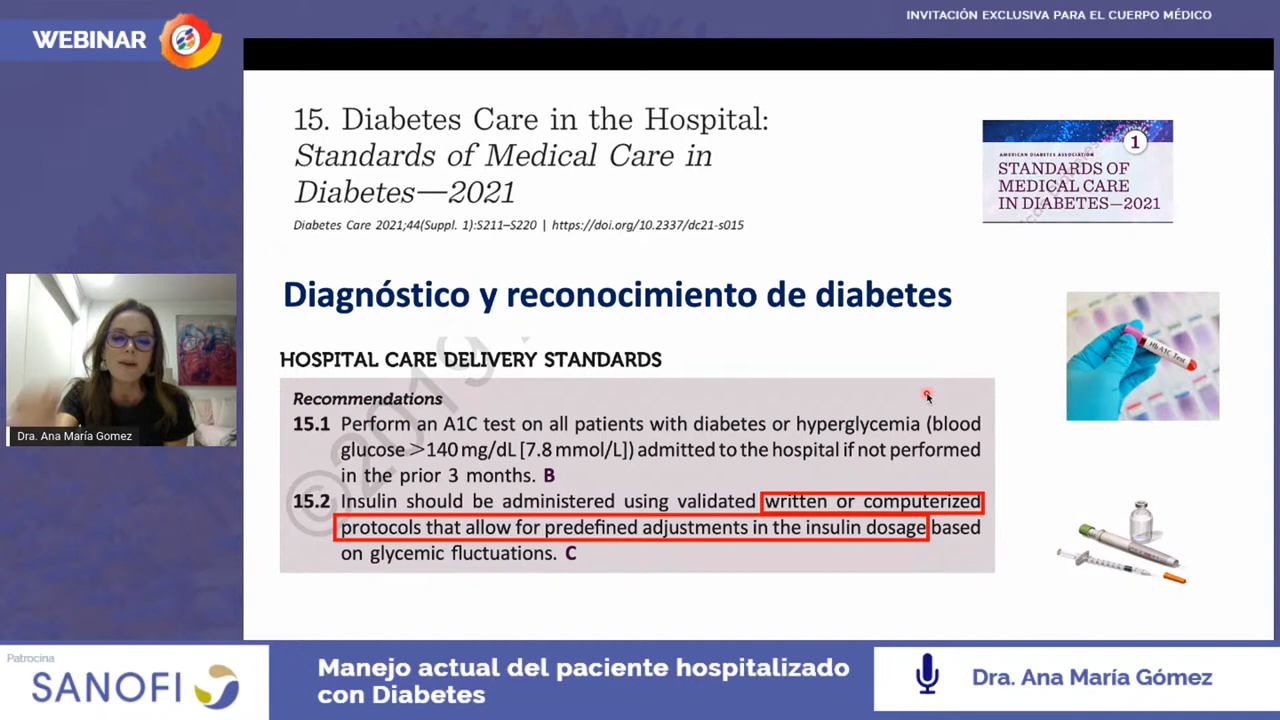 INVITACIÓN EXCLUSIVA PARA EL CUERPO MÉDICO
WEBINAR
15. Diabetes Care in the Hospital:
Standards of Medical Care in
Diabetes—2021
Diabetes Care 2021;44(Suppl. 1):S211–S220 | https://doi.org/10.2337/dc21-s015
1
AMERICAN DIABETES ASSOCIATION
STANDARDS OF
MEDICAL CARE
IN DIABETES—2021
Diagnóstico y reconocimiento de diabetes
HOSPITAL CARE DELIVERY STANDARDS
Recommendations
15.1 Perform an A1C test on all patients with diabetes or hyperglycemia (blood
glucose >140 mg/dL [7.8 mmol/L]) admitted to the hospital if not performed
in the prior 3 months. B
15.2 Insulin should be administered using validated written or computerized
protocols that allow for predefined adjustments in the insulin dosage based
on glycemic fluctuations. C
©2019
HbA1C Test
Dra. Ana María Gomez
Patrocina
SANOFI
Manejo actual del paciente hospitalizado
con Diabetes
Dra. Ana María Gómez